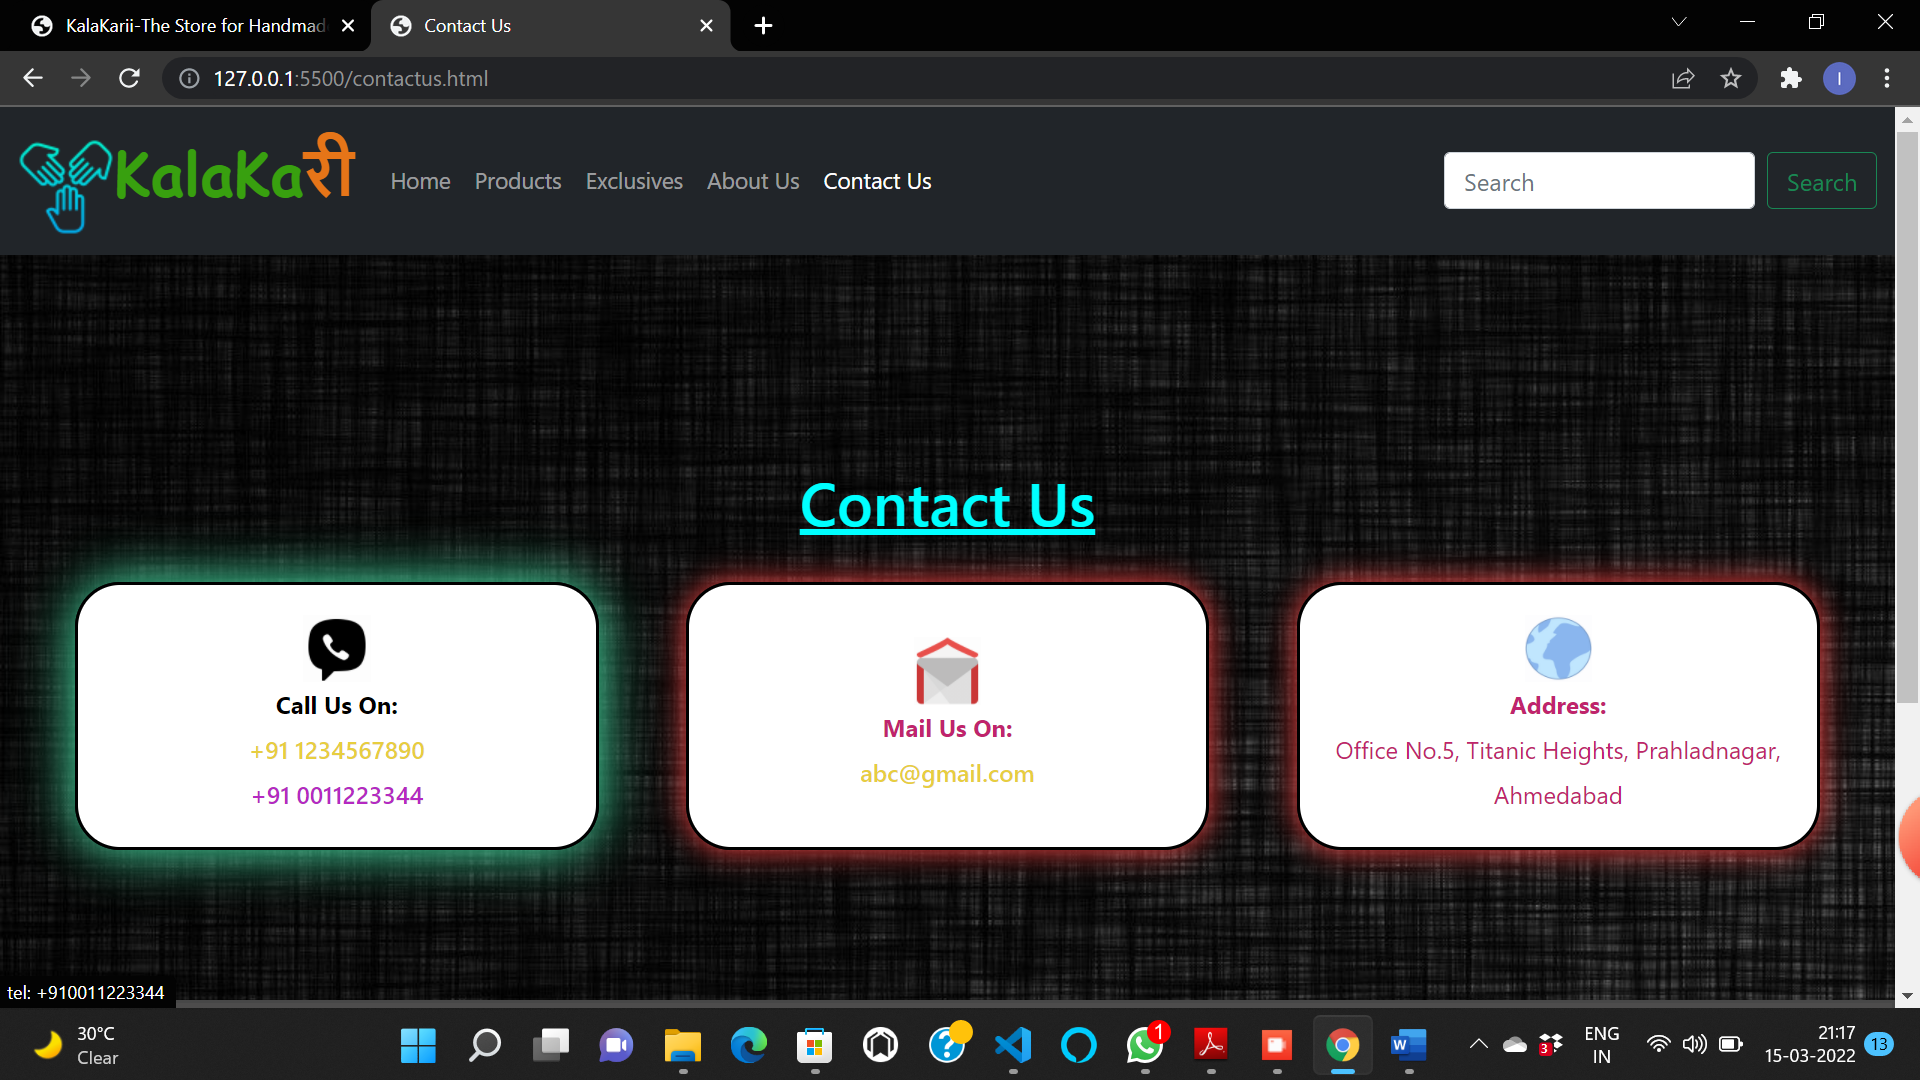 KalaKarii-The Store for Handmad
Contact Us
127.0.0.1:5500/contactus.html
I
KalaKaरी
Home
Products
Exclusives
About Us
Contact Us
Search
Search
Contact Us
Call Us On:
+91 1234567890
+91 0011223344
Mail Us On:
abc@gmail.com
Address:
Office No.5, Titanic Heights, Prahladnagar,
Ahmedabad
tel: +910011223344
30°C
Clear
1
W
3
ENG
IN
21:17
15-03-2022
13